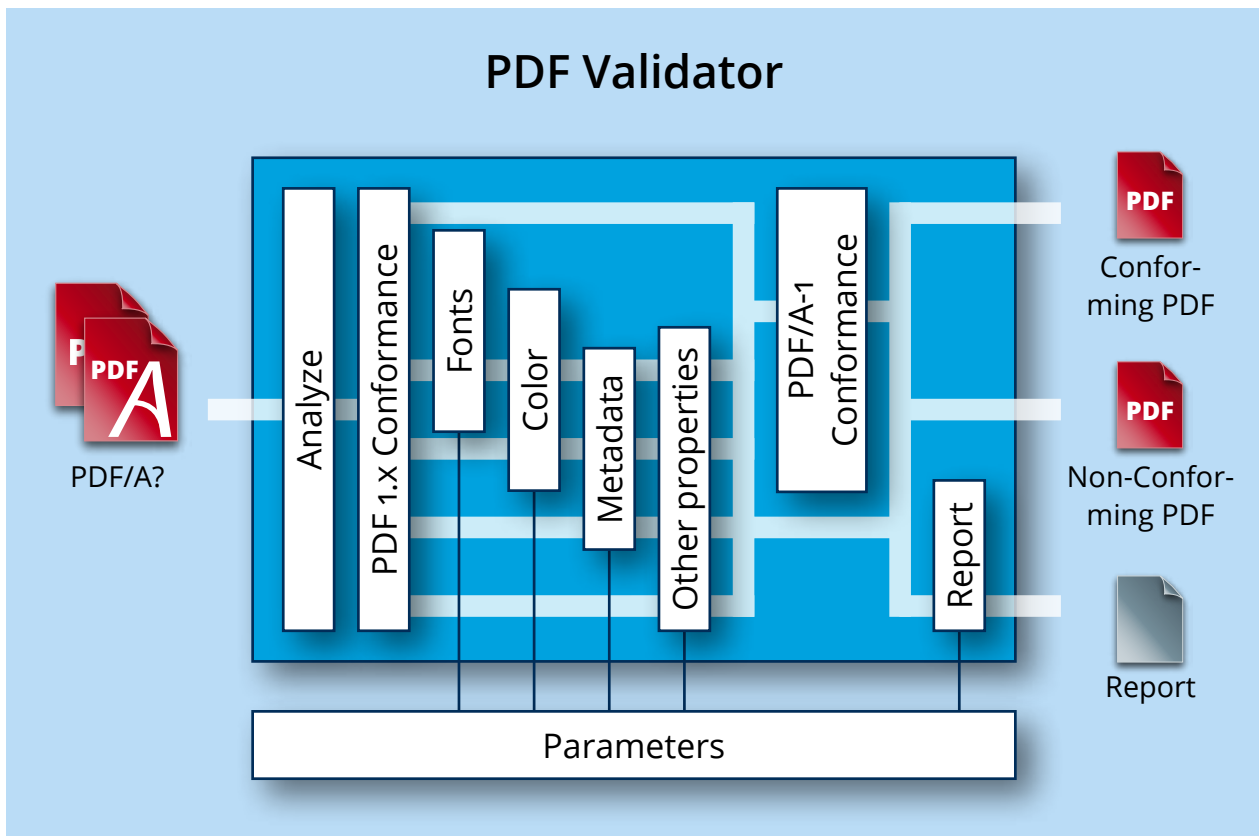 PDF Validator
P
PDF
A
PDF/A?
Analyze
PDF 1.x Conformance
Fonts
Color
Metadata
Other properties
PDF/A-1
Conformance
Report
PDF
Confor-
ming PDF
PDF
Non-Confor-
ming PDF
Report
Parameters